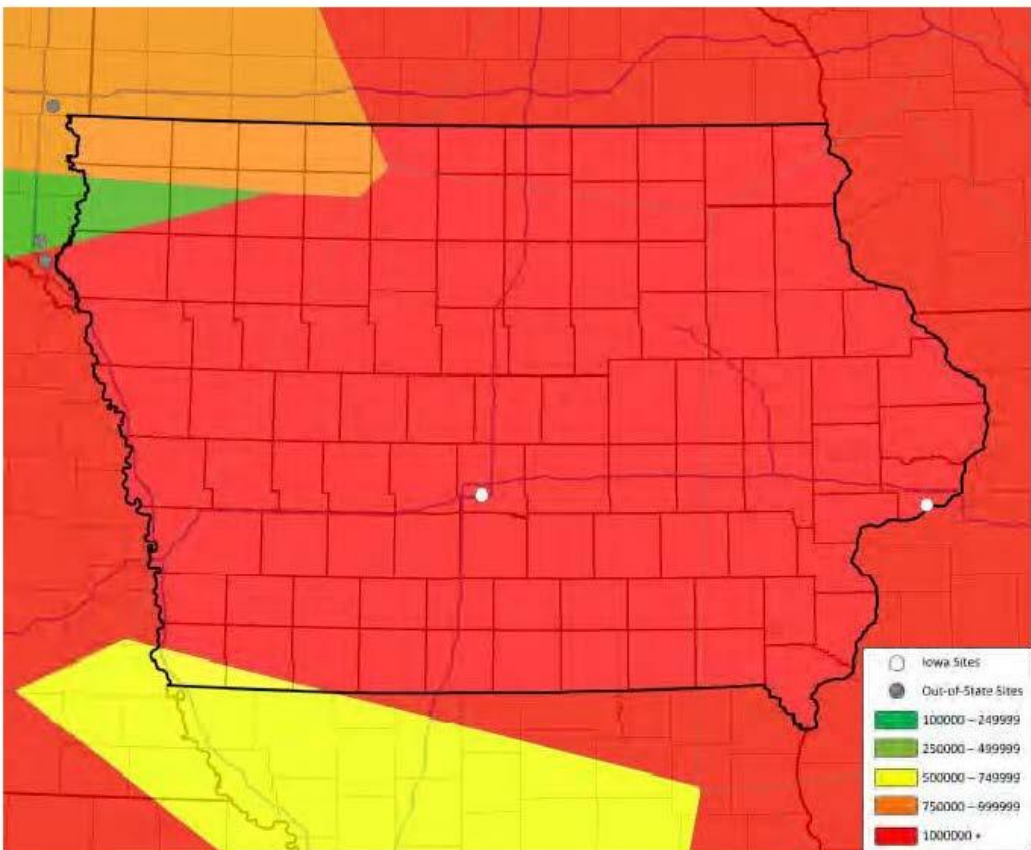 Iowa Sites
Out-of-State Sites
100000 – 249999
250000 – 499999
500000 – 749999
750000 – 999999
1000000 +